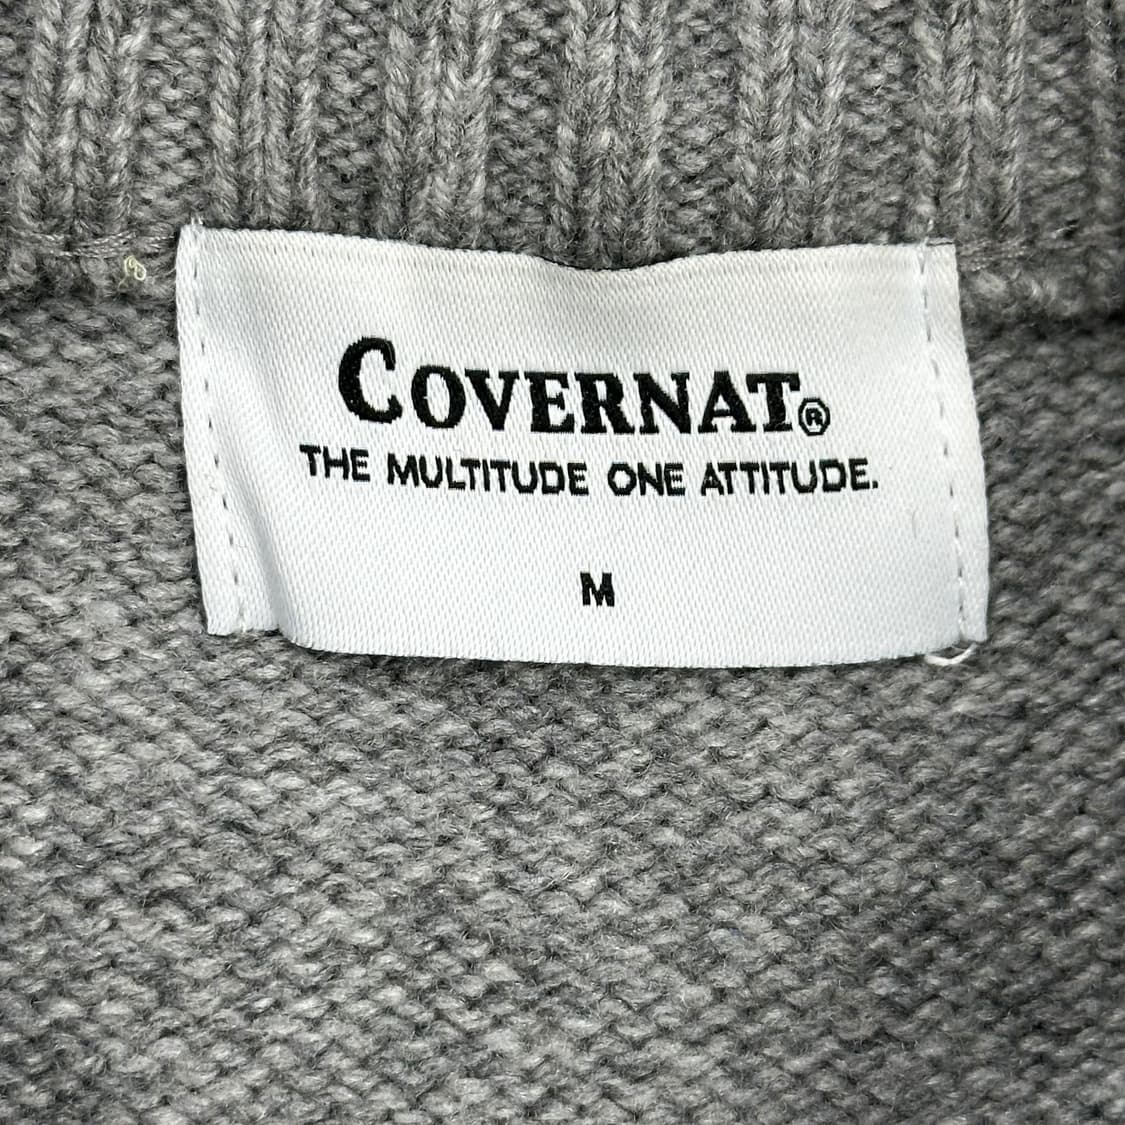 COVERNAT®
THE MULTITUDE ONE ATTITUDE.
M